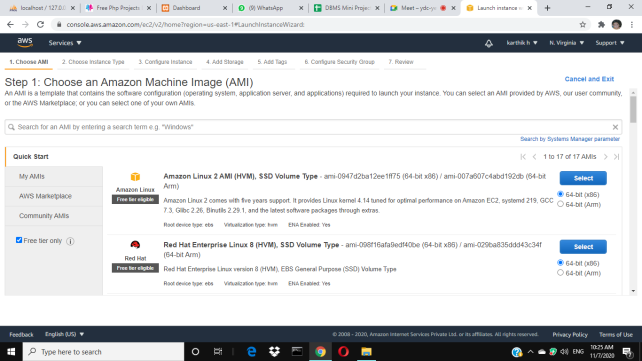 localhost / 127.0.0
Free Php Projects
Dashboard
(9) WhatsApp
DBMS Mini Proje
Meet – ydc-y
Launch instance v
console.aws.amazon.com/ec2/v2/home?region=us-east-1#LaunchInstanceWizard:
aws
Services
karthik h
N. Virginia
Support
1. Choose AMI
2. Choose Instance Type
3. Configure Instance
4. Add Storage
5. Add Tags
6. Configure Security Group
7. Review
Step 1: Choose an Amazon Machine Image (AMI)
Cancel and Exit
An AMI is a template that contains the software configuration (operating system, application server, and applications) required to launch your instance. You can select an AMI provided by AWS, our user community,
or the AWS Marketplace; or you can select one of your own AMIs.
Search for an AMI by entering a search term e.g. "Windows"
Search by Systems Manager parameter
Quick Start
1 to 17 of 17 AMIs
My AMIs
AWS Marketplace
Community AMIs
Free tier only
Amazon Linux
Free tier eligible
Amazon Linux 2 AMI (HVM), SSD Volume Type - ami-0947d2ba12ee1ff75 (64-bit x86) / ami-007a607c4abd192db (64-bit
Arm)
Amazon Linux 2 comes with five years support. It provides Linux kernel 4.14 tuned for optimal performance on Amazon EC2, systemd 219, GCC
7.3, Glibc 2.26, Binutils 2.29.1, and the latest software packages through extras.
Root device type: ebs
Virtualization type: hvm
ENA Enabled: Yes
Select
64-bit (x86)
64-bit (Arm)
Red Hat
Free tier eligible
Red Hat Enterprise Linux 8 (HVM), SSD Volume Type - ami-098f16afa9edf40be (64-bit x86) / ami-029ba835ddd43c34f
(64-bit Arm)
Red Hat Enterprise Linux version 8 (HVM), EBS General Purpose (SSD) Volume Type
Root device type: ebs
Virtualization type: hvm
ENA Enabled: Yes
Select
64-bit (x86)
64-bit (Arm)
Feedback
English (US)
© 2008 - 2020, Amazon Internet Services Private Ltd. or its affiliates. All rights reserved.
Privacy Policy
Terms of Use
Type here to search
ENG
10:25 AM
11/7/2020